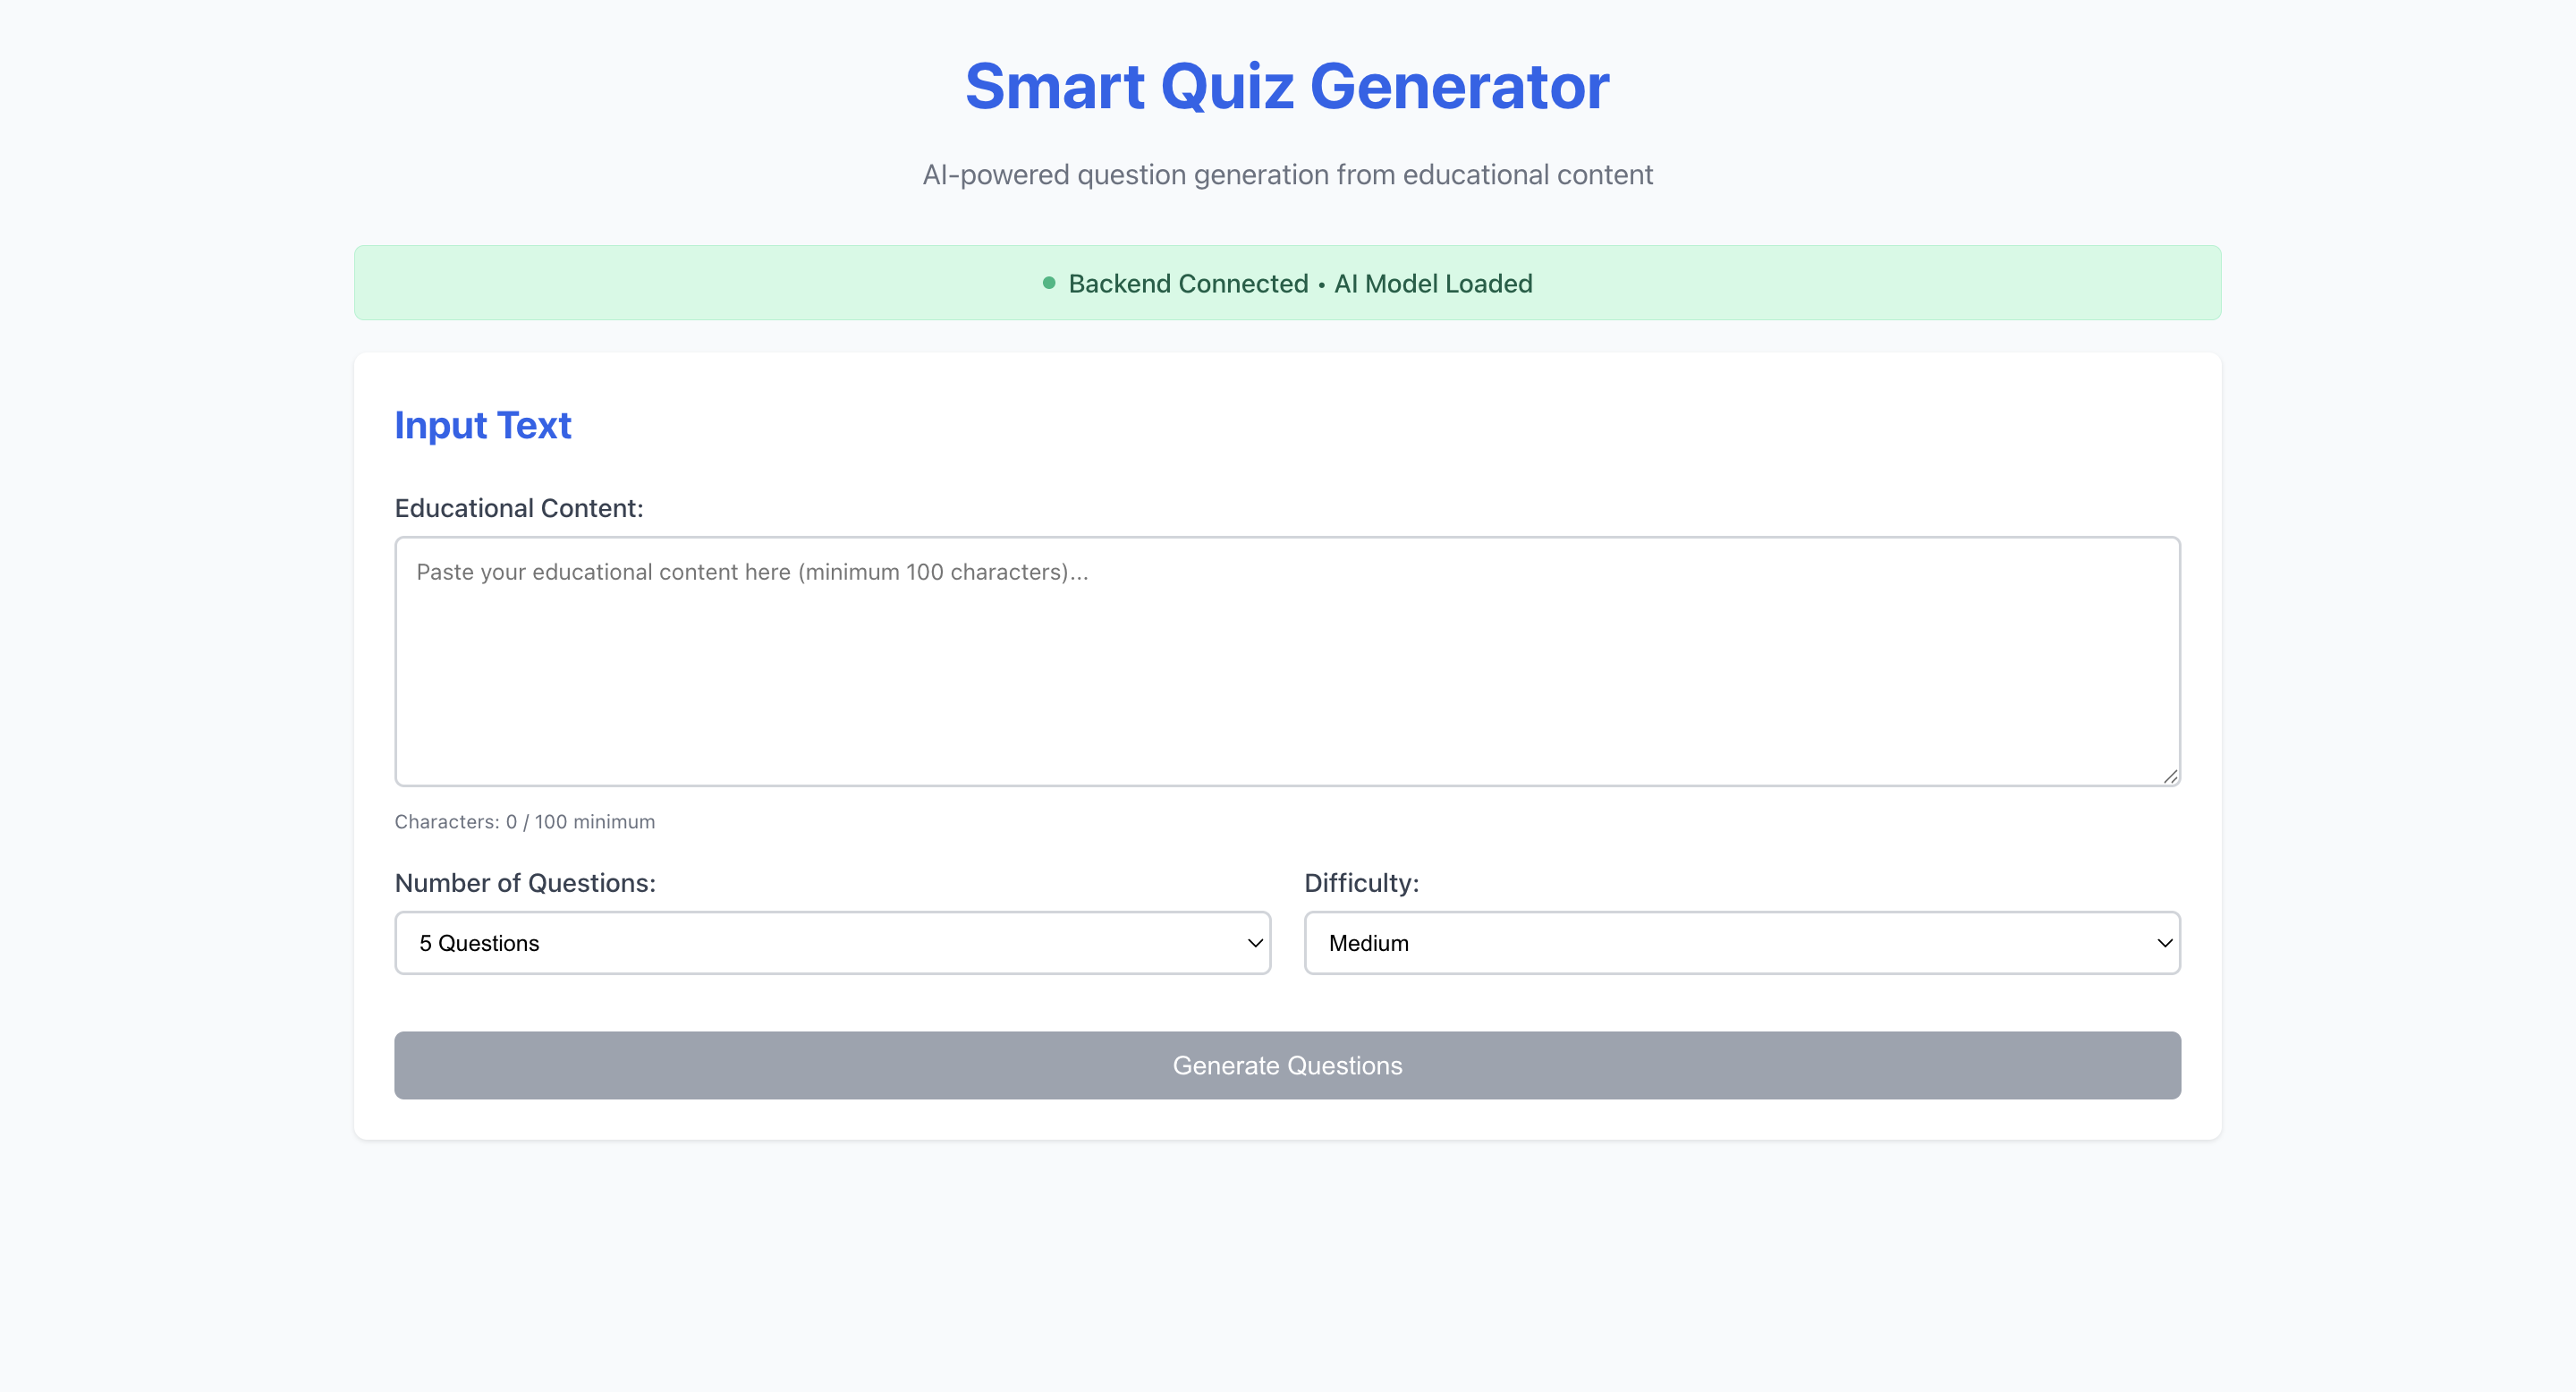 Smart Quiz Generator
AI-powered question generation from educational content
Backend Connected • AI Model Loaded
Input Text
Educational Content:
Paste your educational content here (minimum 100 characters)...
Characters: 0 / 100 minimum
Number of Questions:
Difficulty:
5 Questions
Medium
Generate Questions